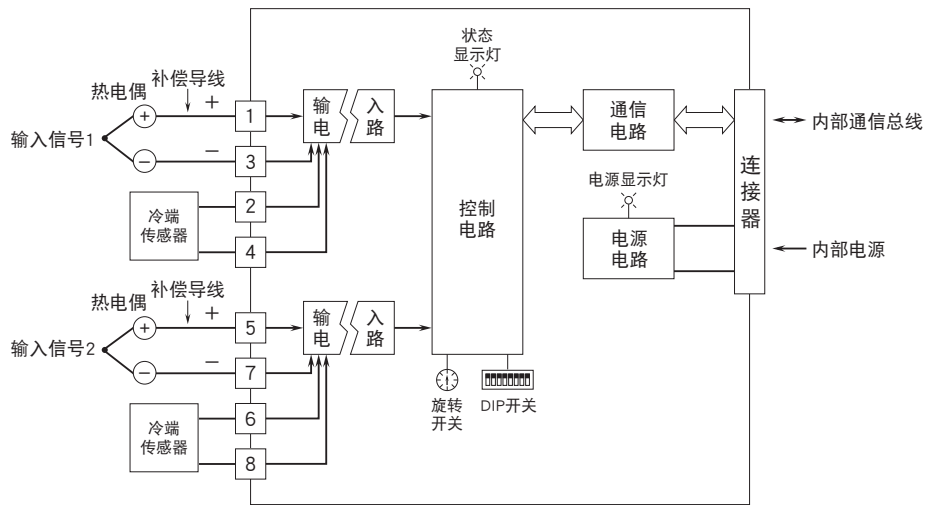 状态
显示灯
热电偶
补偿导线
+
+
1
输 入
电 路
输入信号1
−
−
3
2
冷端
传感器
4
控制
电路
通信
电路
连
接
器
内部通信总线
电源显示灯
电源
电路
内部电源
热电偶
补偿导线
+
+
5
输 入
电 路
输入信号2
−
−
7
6
冷端
传感器
8
旋转
开关
DIP开关